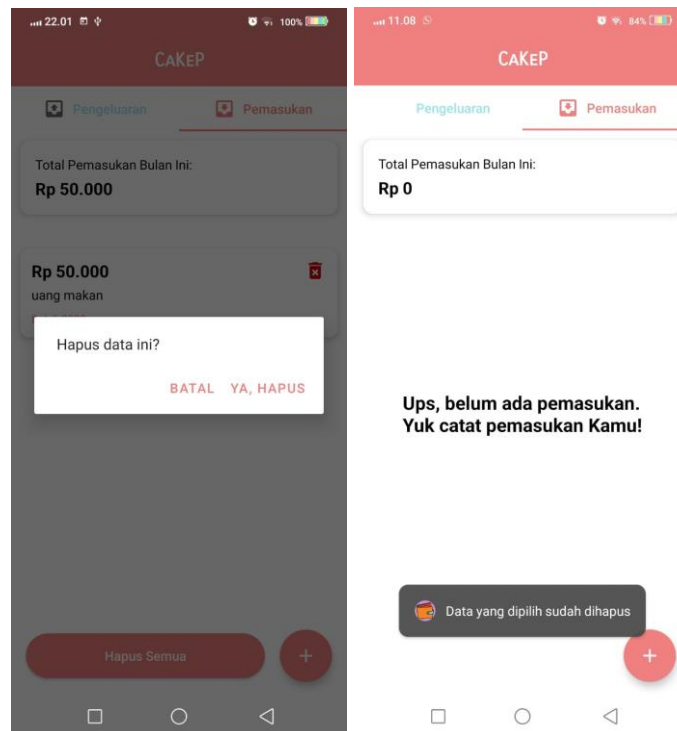 22.01
100%
CAKEP
Pengeluaran
Pemasukan
Total Pemasukan Bulan Ini:
Rp 50.000
Rp 50.000
uang makan
Hapus data ini?
BATAL YA, HAPUS
Hapus Semua
+
11.08
84%
CAKEP
Pengeluaran
Pemasukan
Total Pemasukan Bulan Ini:
Rp 0
Ups, belum ada pemasukan.
Yuk catat pemasukan Kamu!
Data yang dipilih sudah dihapus
+